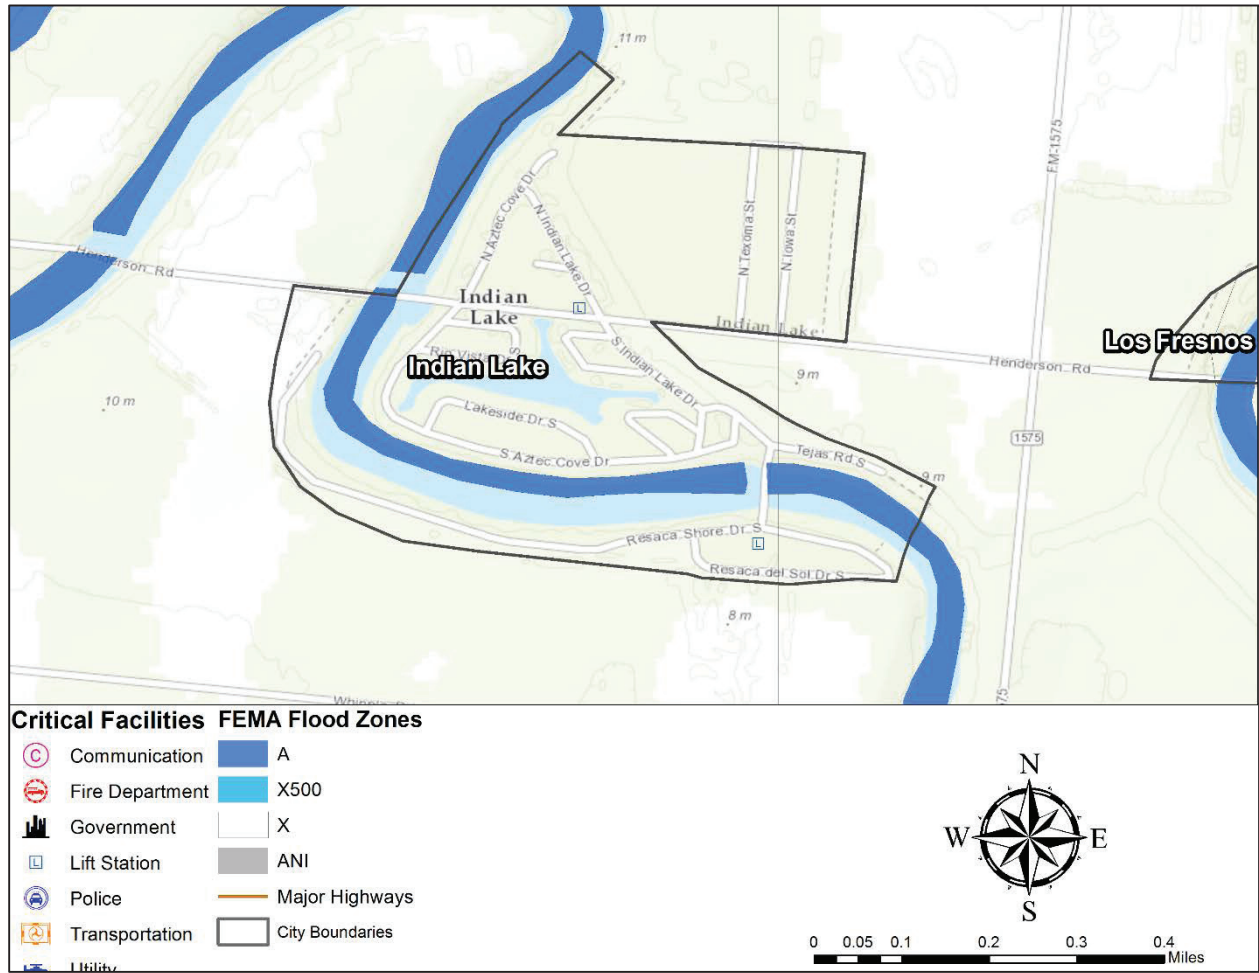 11 m
FM-1575
N Aztec Cove Dr
N Indian Lake Dr
N Texoma St
N Iowa St
Henderson Rd
Indian
Lake
Indian Lake
Los Fresnos
Henderson Rd
Indian Lake
S Indian Lake Dr
9 m
10 m
Lakeside Dr S
1575
S Aztec Cove Dr
Tejas Rd S
9 m
Resaca Shore Dr S
Resaca del Sol Dr S
8 m
Critical Facilities
C Communication
Fire Department
Government
L Lift Station
Police
Transportation
Utility
FEMA Flood Zones
A
X500
X
ANI
Major Highways
City Boundaries
N
W E
S
0 0.05 0.1 0.2 0.3 0.4
Miles